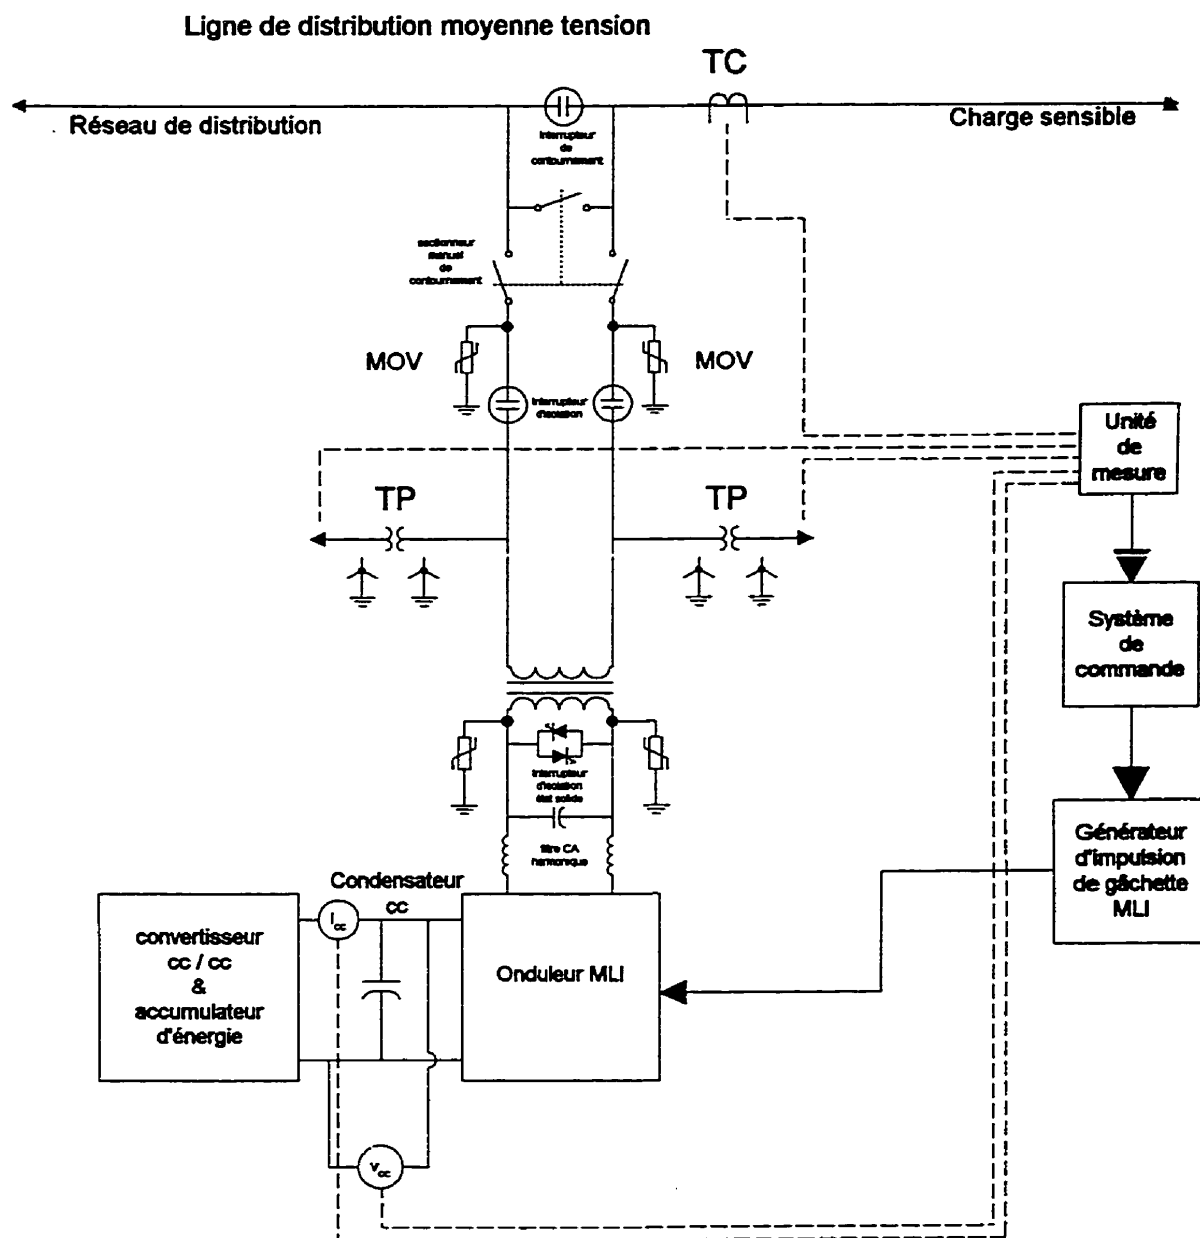 Ligne de distribution moyenne tension
TC
Réseau de distribution
Charge sensible
Interrupteur
de
contournement
sectionneur
manuel
de
contournement
MOV
MOV
Interrupteur
d'isolation
Unité
de
mesure
TP
TP
Système
de
commande
Interrupteur
d'isolation
état solide
filtre CA
harmonique
Générateur
d'impulsion
de gâchette
MLI
Condensateur
cc
Icc
convertisseur
cc / cc
&
accumulateur
d'énergie
Onduleur MLI
Vcc